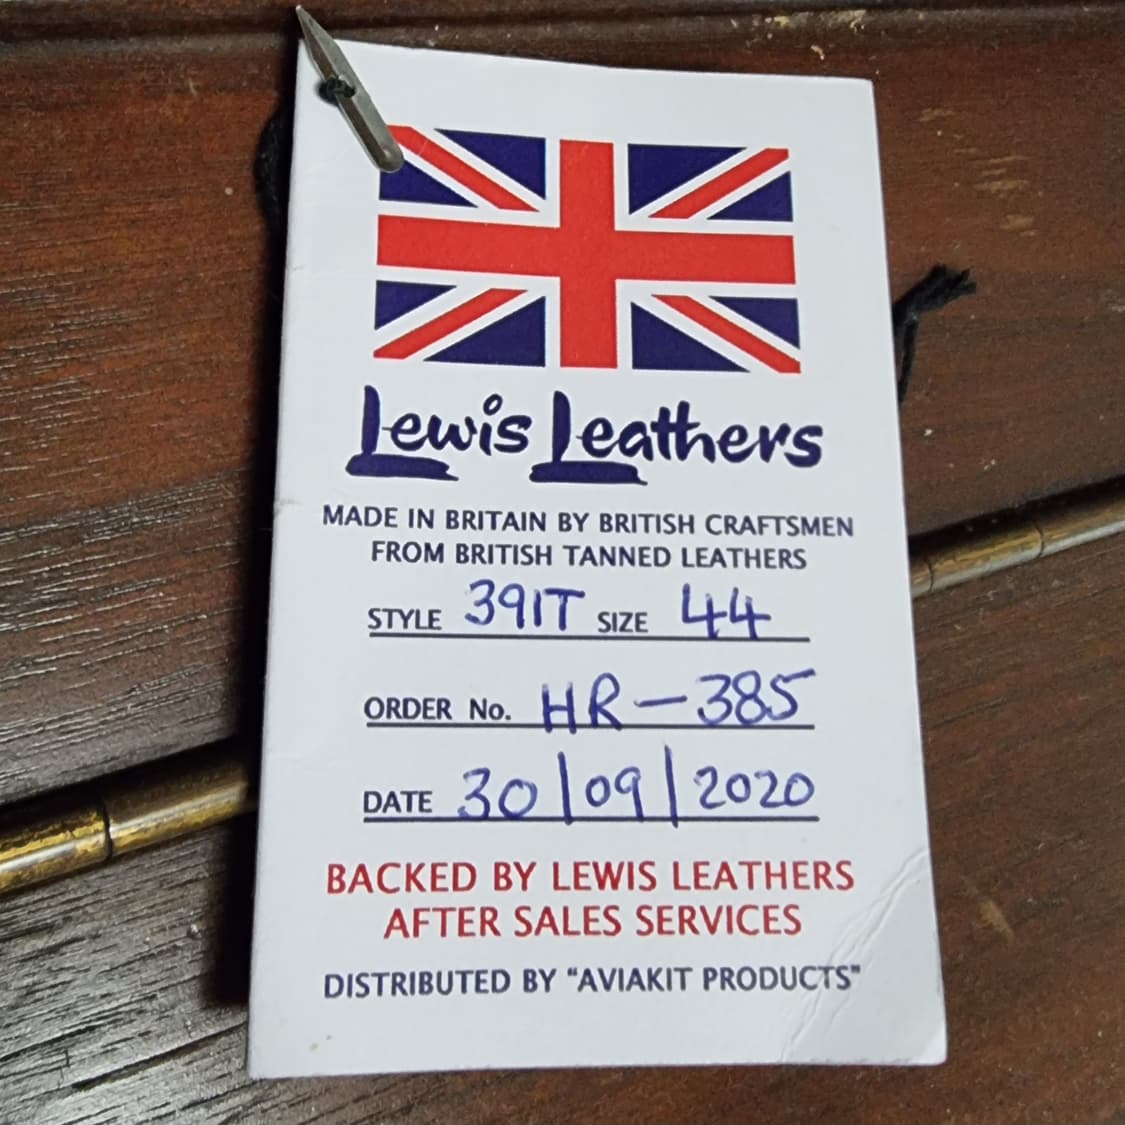 Lewis Leathers
MADE IN BRITAIN BY BRITISH CRAFTSMEN
FROM BRITISH TANNED LEATHERS
STYLE 391T SIZE 44
ORDER No. HR-385
DATE 30/09/2020
BACKED BY LEWIS LEATHERS
AFTER SALES SERVICES
DISTRIBUTED BY "AVIAKIT PRODUCTS"